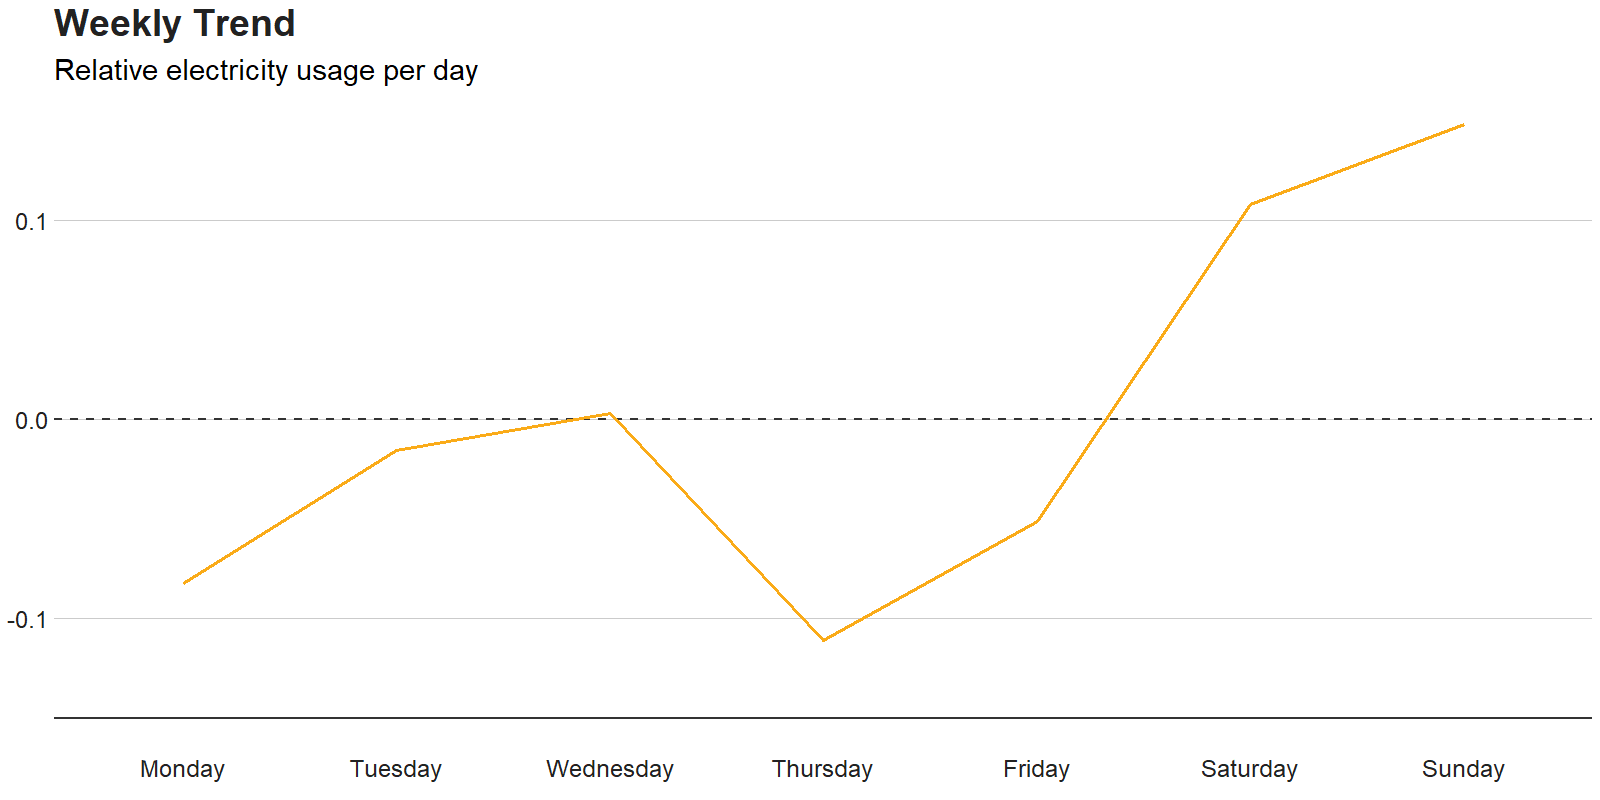 Weekly Trend
Relative electricity usage per day
0.1
0.0
-0.1
Monday Tuesday Wednesday Thursday Friday Saturday Sunday